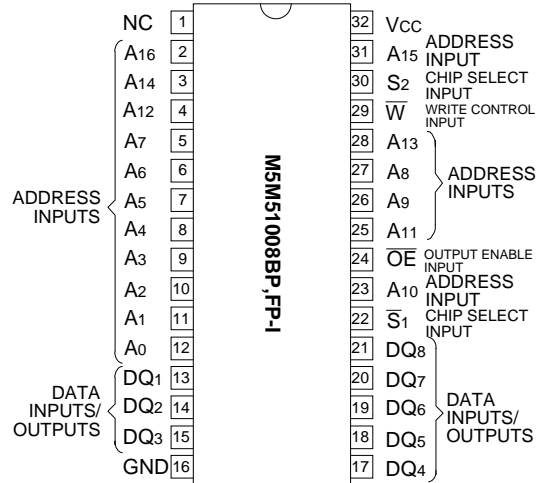 NC 1
A16 2
A14 3
A12 4
A7 5
A6 6
A5 7
A4 8
A3 9
A2 10
A1 11
A0 12
DQ1 13
DQ2 14
DQ3 15
GND 16
ADDRESS
INPUTS
DATA
INPUTS/
OUTPUTS
M5M51008BP,FP-I
32 VCC
31 A15 ADDRESS
INPUT
30 S2 CHIP SELECT
INPUT
29 W̅ WRITE CONTROL
INPUT
28 A13
27 A8
26 A9
25 A11
ADDRESS
INPUTS
24 O̅E̅ OUTPUT ENABLE
INPUT
23 A10 ADDRESS
INPUT
22 S̅1 CHIP SELECT
INPUT
21 DQ8
20 DQ7
19 DQ6
18 DQ5
17 DQ4
DATA
INPUTS/
OUTPUTS